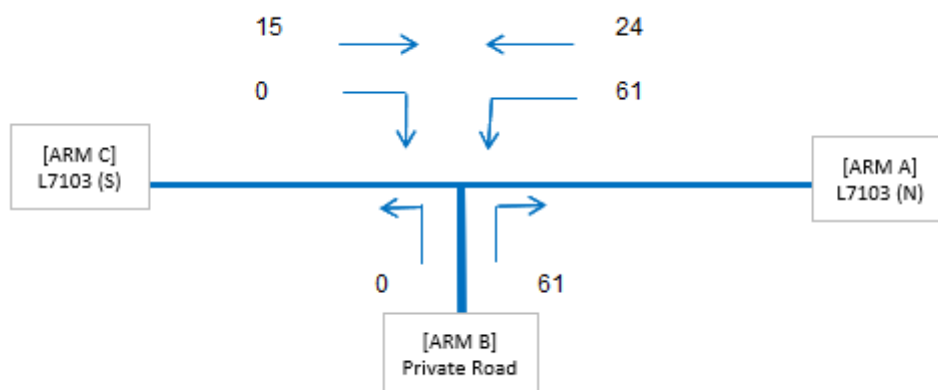 15
24
0
61
[ARM C]
L7103 (S)
[ARM A]
L7103 (N)
0
61
[ARM B]
Private Road